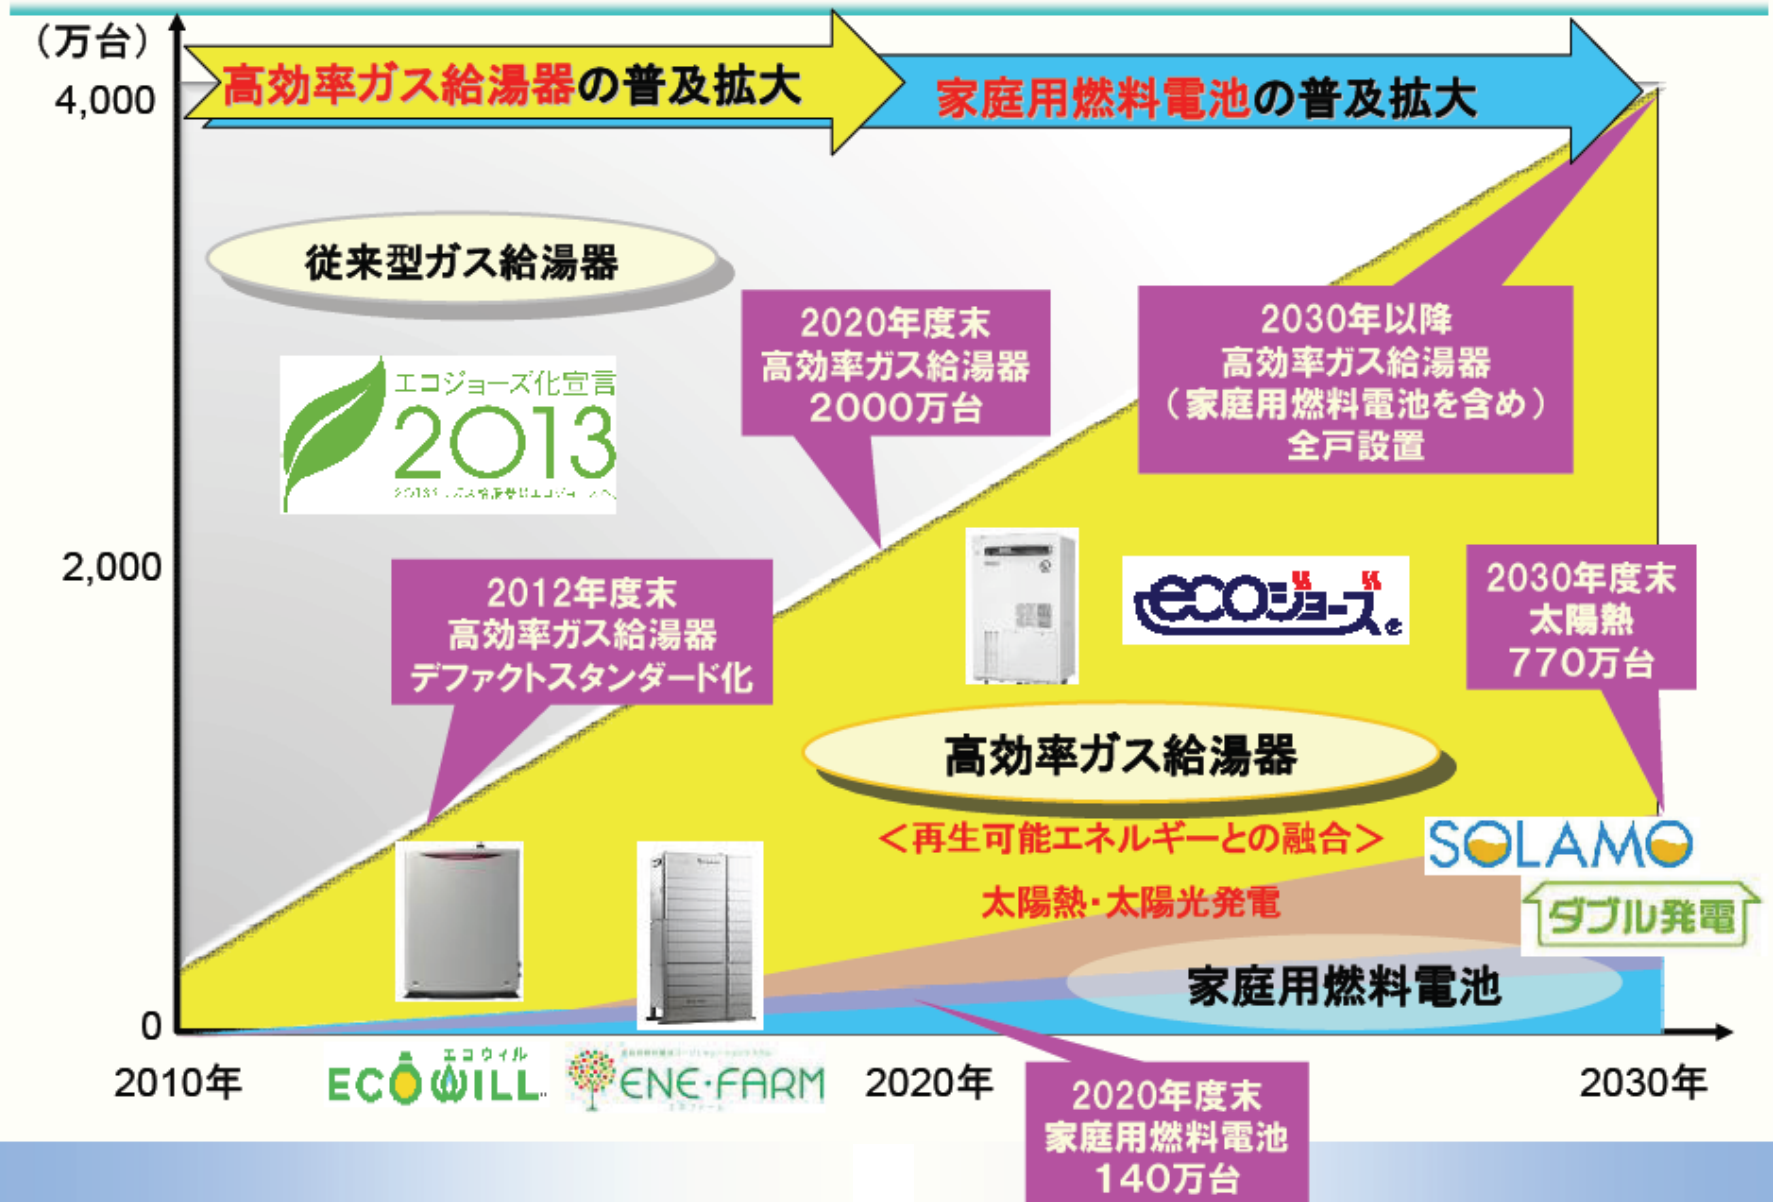 （万台）
4,000
2,000
0
高効率ガス給湯器の普及拡大
家庭用燃料電池の普及拡大
従来型ガス給湯器
エコジョーズ化宣言
2013
2020年度末
高効率ガス給湯器
2000万台
2030年以降
高効率ガス給湯器
（家庭用燃料電池を含め）
全戸設置
2012年度末
高効率ガス給湯器
デファクトスタンダード化
ecoジョーズ
2030年度末
太陽熱
770万台
高効率ガス給湯器
＜再生可能エネルギーとの融合＞
太陽熱・太陽光発電
SOLAMO
ダブル発電
家庭用燃料電池
2010年
エコウィル
ECOWILL
ENE・FARM
エネファーム
2020年
2030年
2020年度末
家庭用燃料電池
140万台